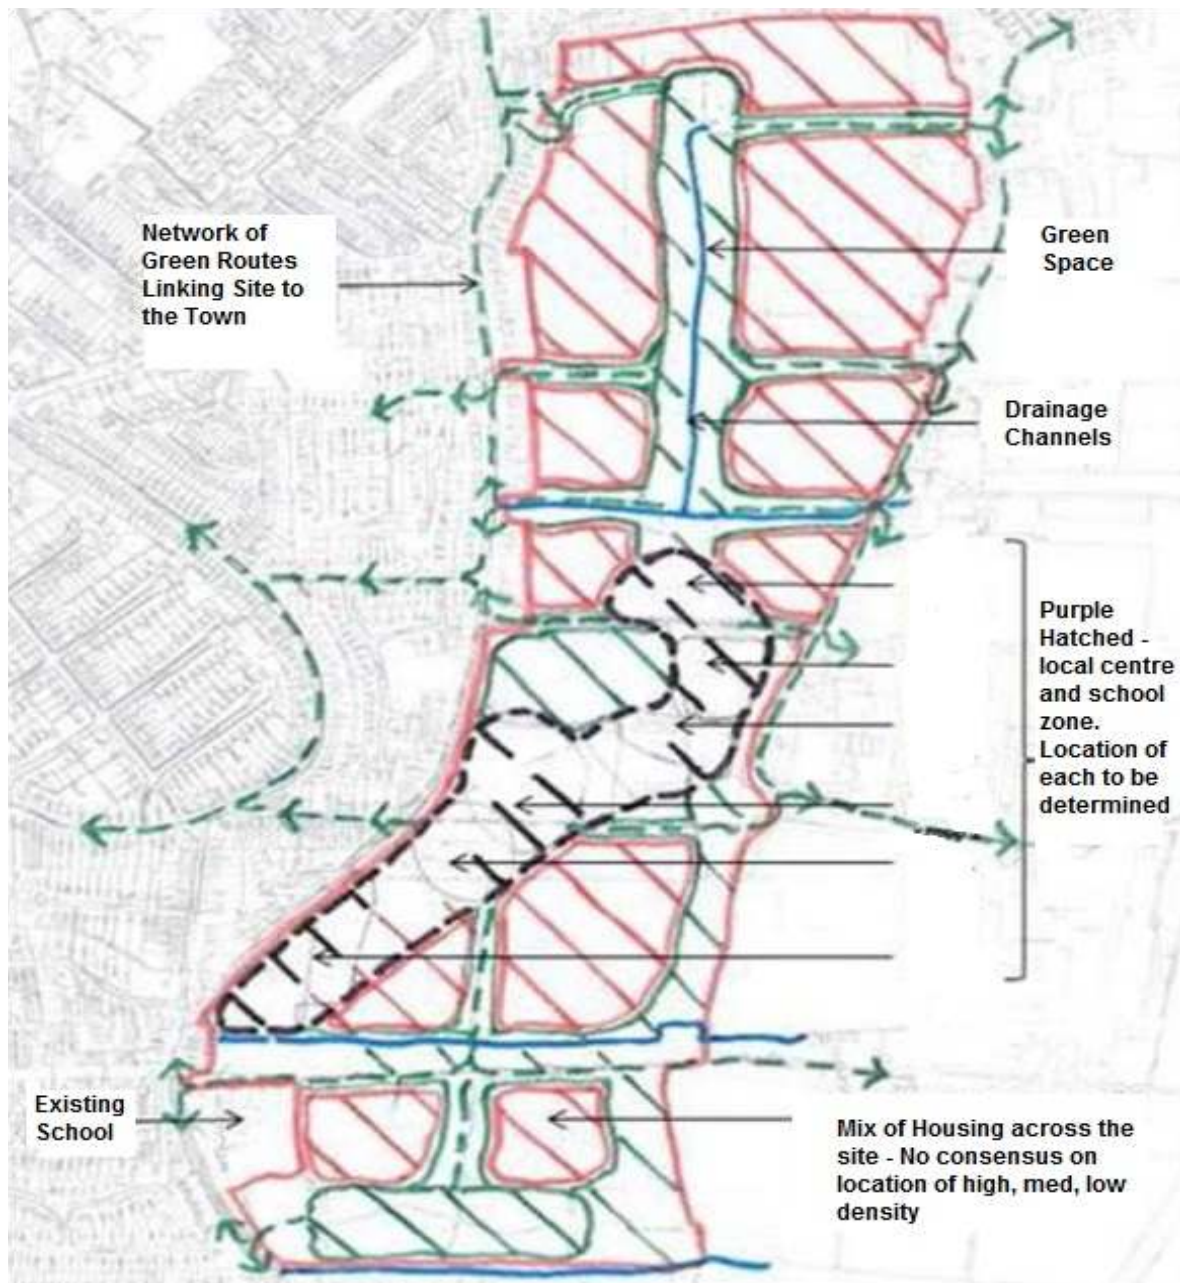 Network of
Green Routes
Linking Site to
the Town
Green
Space
Drainage
Channels
Purple
Hatched -
local centre
and school
zone.
Location of
each to be
determined
Existing
School
Mix of Housing across the
site - No consensus on
location of high, med, low
density